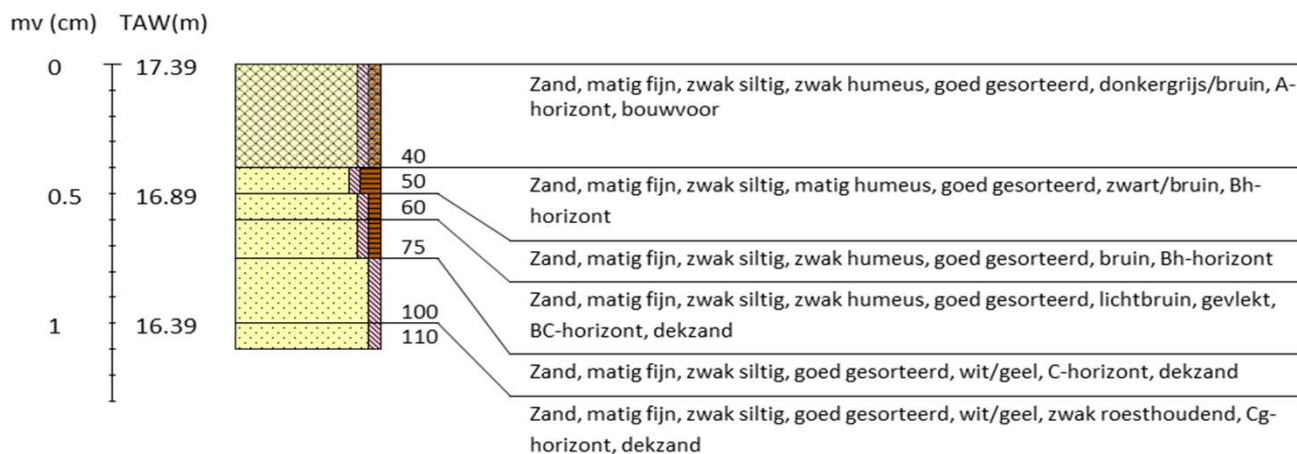 mv (cm) TAW(m)
0 17.39
Zand, matig fijn, zwak siltig, zwak humeus, goed gesorteerd, donkergrijs/bruin, A-
horizont, bouwvoor
40
50
Zand, matig fijn, zwak siltig, matig humeus, goed gesorteerd, zwart/bruin, Bh-
horizont
0.5 16.89
60
75
Zand, matig fijn, zwak siltig, zwak humeus, goed gesorteerd, bruin, Bh-horizont
Zand, matig fijn, zwak siltig, zwak humeus, goed gesorteerd, lichtbruin, gevlekt,
BC-horizont, dekzand
100
1 16.39
110
Zand, matig fijn, zwak siltig, goed gesorteerd, wit/geel, C-horizont, dekzand
Zand, matig fijn, zwak siltig, goed gesorteerd, wit/geel, zwak roesthoudend, Cg-
horizont, dekzand